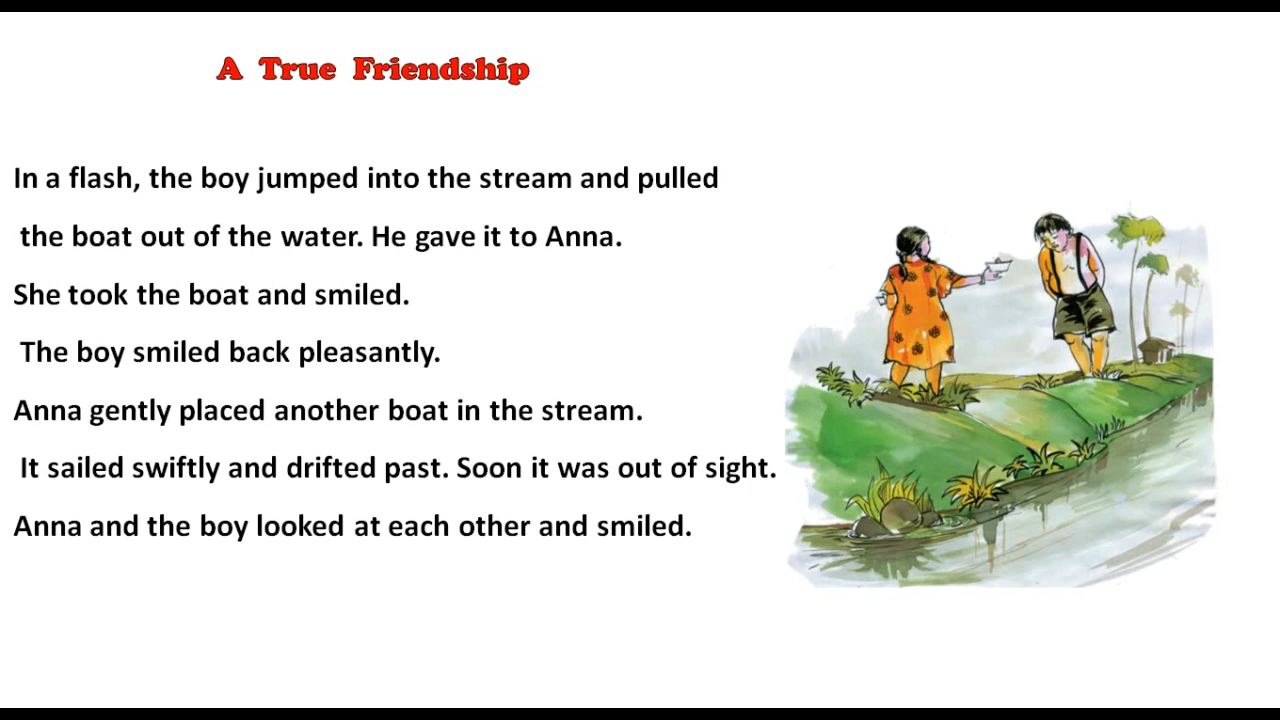 A True Friendship
In a flash, the boy jumped into the stream and pulled
the boat out of the water. He gave it to Anna.
She took the boat and smiled.
The boy smiled back pleasantly.
Anna gently placed another boat in the stream.
It sailed swiftly and drifted past. Soon it was out of sight.
Anna and the boy looked at each other and smiled.